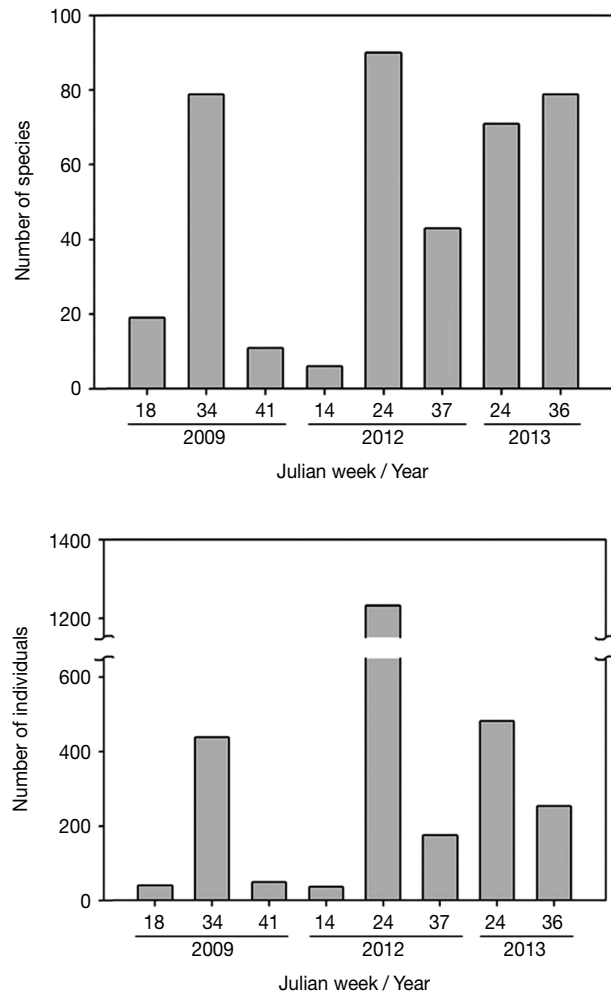 100
80
60
40
20
0
Number of species
18 34 41 14 24 37 24 36
2009 2012 2013
Julian week / Year
1400
1200
600
400
200
0
Number of individuals
18 34 41 14 24 37 24 36
2009 2012 2013
Julian week / Year